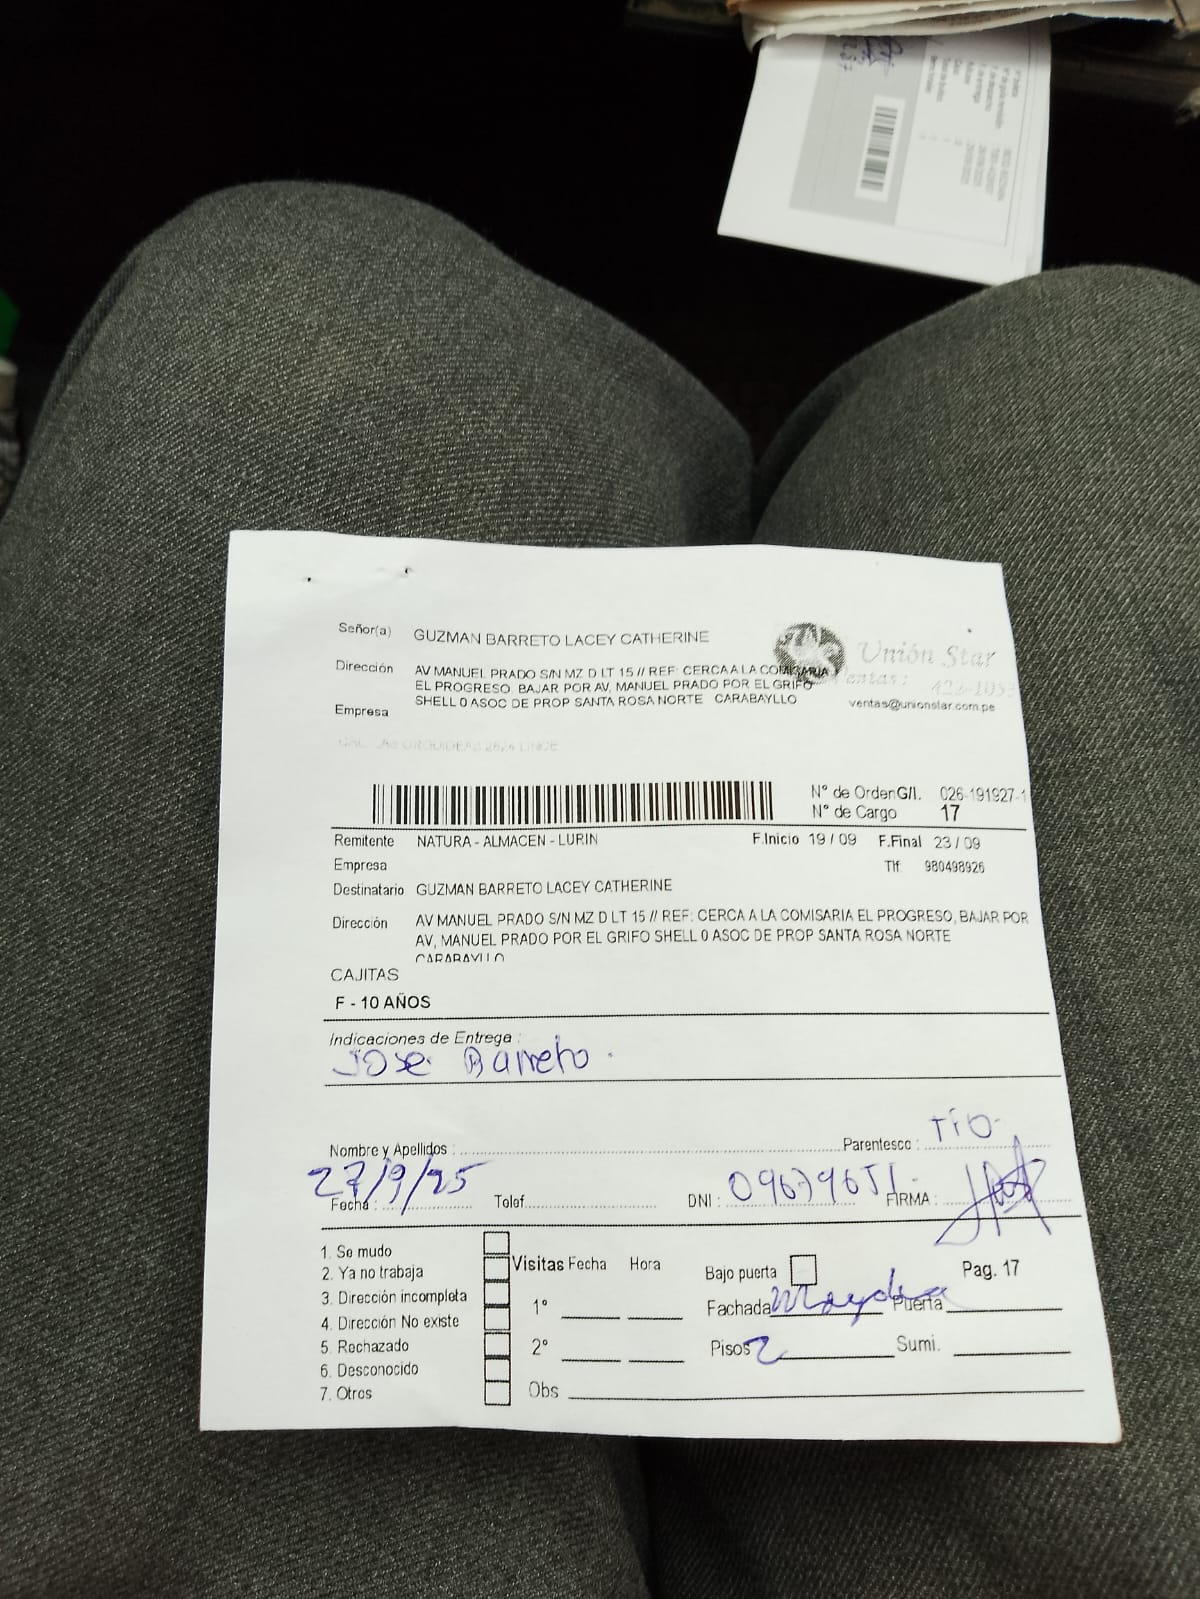 Señor(a) GUZMAN BARRETO LACEY CATHERINE
Unión Star
Dirección AV MANUEL PRADO S/N MZ D LT 15 // REF: CERCA A LA COMISARIA
EL PROGRESO, BAJAR POR AV, MANUEL PRADO POR EL GRIFO
SHELL 0 ASOC DE PROP SANTA ROSA NORTE CARABAYLLO
Ventas:
ventas@unionstar.com.pe
Empresa
ORQUIDEAS 2624 LINCE
N° de Orden G/I. 026-191927-1
N° de Cargo 17
Remitente NATURA - ALMACEN - LURIN F.Inicio 19 / 09 F.Final 23 / 09
Empresa Tlf: 980498926
Destinatario GUZMAN BARRETO LACEY CATHERINE
Dirección AV MANUEL PRADO S/N MZ D LT 15 // REF: CERCA A LA COMISARIA EL PROGRESO, BAJAR POR
AV, MANUEL PRADO POR EL GRIFO SHELL 0 ASOC DE PROP SANTA ROSA NORTE
CARABAYLLO
CAJITAS
F - 10 AÑOS
Indicaciones de Entrega :
Jose Barreto.
Nombre y Apellidos : Parentesco : TIO
Fecha : 27/9/25 Telef. DNI : FIRMA :
1. Se mudo
2. Ya no trabaja
3. Dirección incompleta
4. Dirección No existe
5. Rechazado
6. Desconocido
7. Otros
Visitas Fecha Hora
1°
2°
Obs
Bajo puerta Pag. 17
Fachada Puerta
Pisos 2 Sumi.